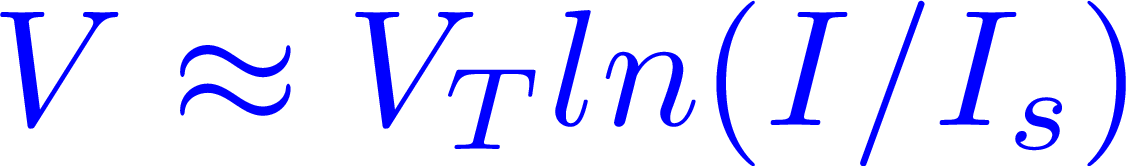 V ≈ V_T ln(I/I_s)